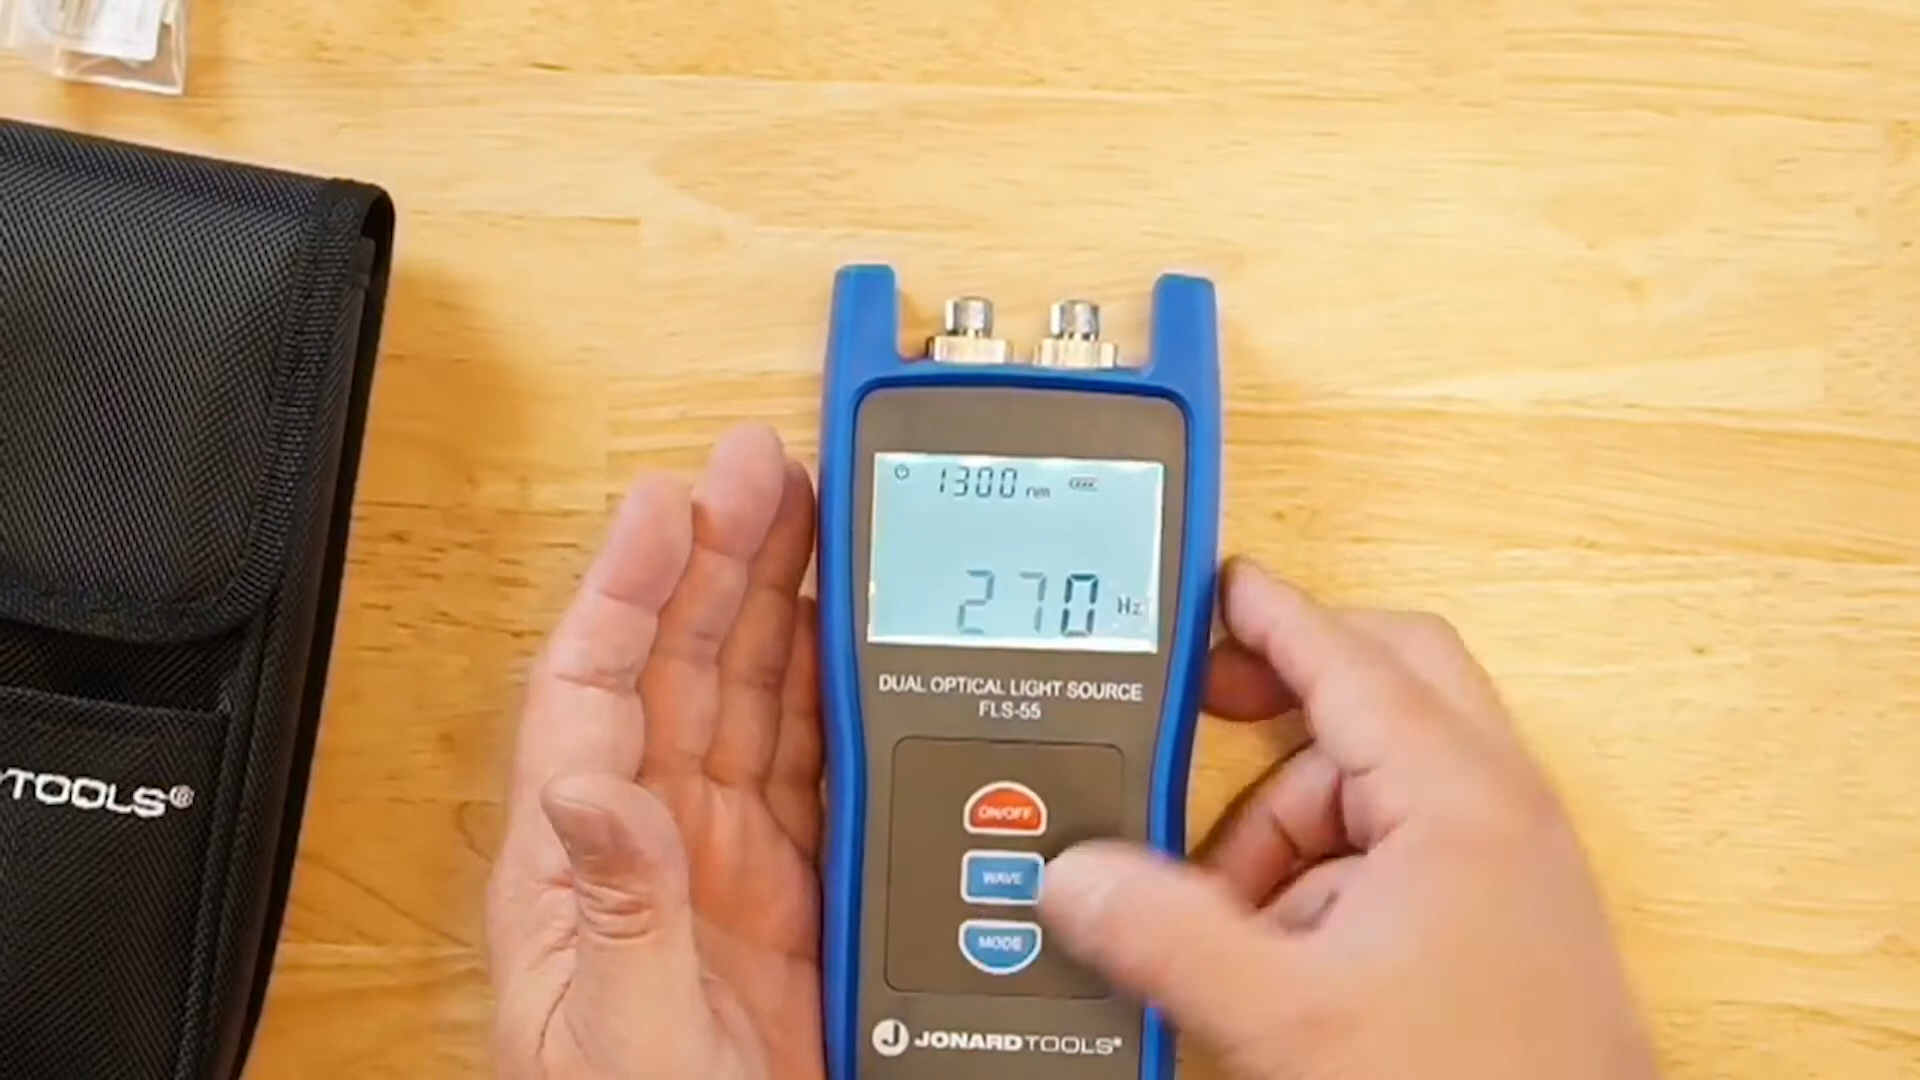 1300 nm
270 Hz
DUAL OPTICAL LIGHT SOURCE
FLS-55
ON/OFF
WAVE
MODE
J JONARD TOOLS®
TOOLS®